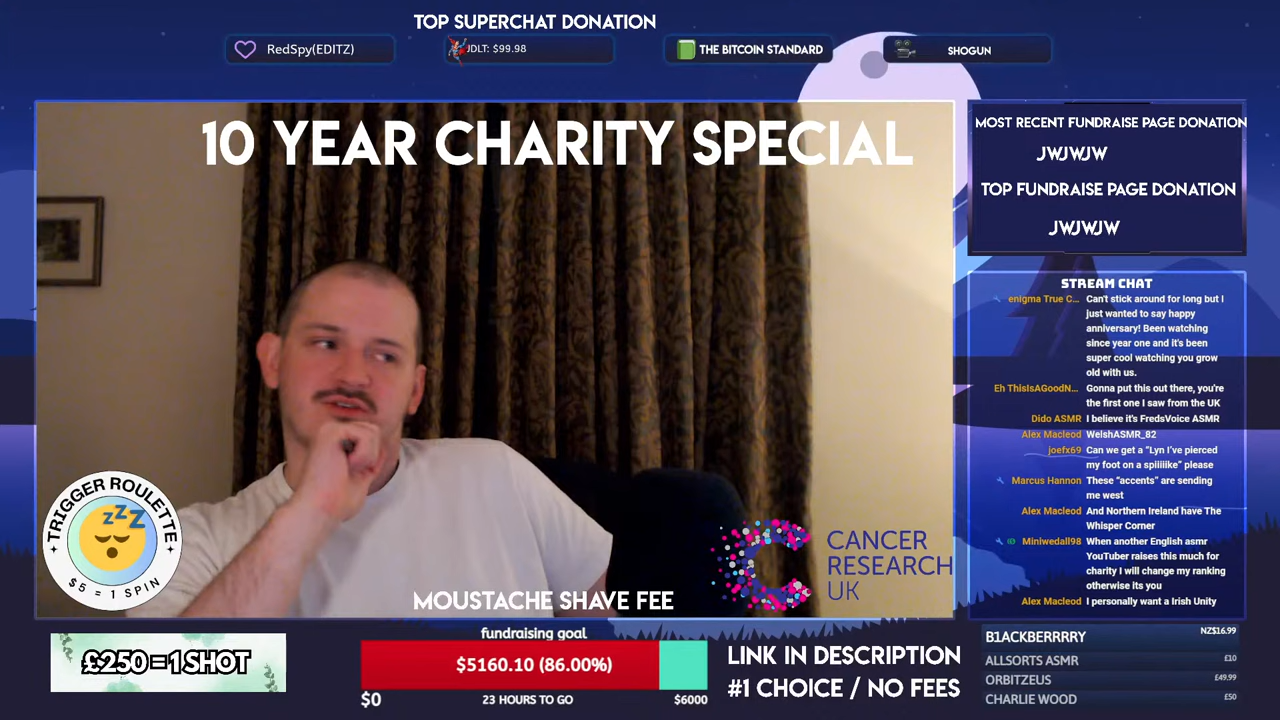 TOP SUPERCHAT DONATION
RedSpy(EDITZ)
JDLT: $99.98
THE BITCOIN STANDARD
SHOGUN
10 YEAR CHARITY SPECIAL
MOST RECENT FUNDRAISE PAGE DONATION
JWJWJW
TOP FUNDRAISE PAGE DONATION
JWJWJW
STREAM CHAT
enigma True C... Can't stick around for long but I
just wanted to say happy
anniversary! Been watching
since year one and it's been
super cool watching you grow
old with us.
Eh ThisIsAGoodN... Gonna put this out there, you're
the first one I saw from the UK
Dido ASMR I believe it's FredsVoice ASMR
Alex Macleod WelshASMR_82
joefx69 Can we get a “Lyn I've pierced
my foot on a spiiiiike” please
Marcus Hannon These “accents” are sending
me west
Alex Macleod And Northern Ireland have The
Whisper Corner
Miniwedall98 When another English asmr
YouTuber raises this much for
charity I will change my ranking
otherwise its you
Alex Macleod I personally want a Irish Unity
TRIGGER ROULETTE
ZZZ
$5 = 1 SPIN
CANCER
RESEARCH
UK
MOUSTACHE SHAVE FEE
£250 = 1 SHOT
fundraising goal
$5160.10 (86.00%)
$0
23 HOURS TO GO
$6000
LINK IN DESCRIPTION
#1 CHOICE / NO FEES
B1ACKBERRRRY NZ$16.99
ALLSORTS ASMR £10
ORBITZEUS £49.99
CHARLIE WOOD £50